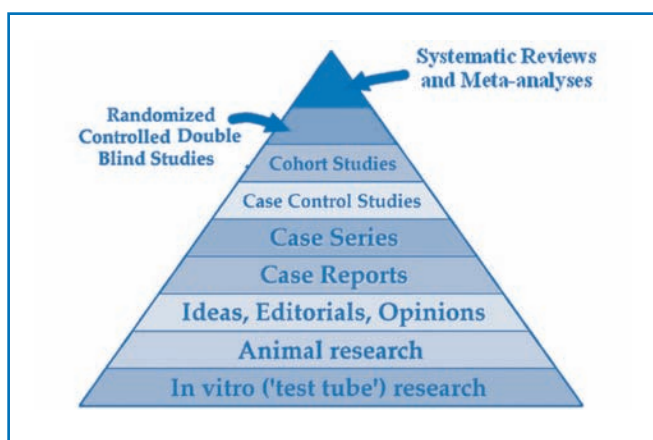 Systematic Reviews
and Meta-analyses
Randomized
Controlled Double
Blind Studies
Cohort Studies
Case Control Studies
Case Series
Case Reports
Ideas, Editorials, Opinions
Animal research
In vitro ('test tube') research